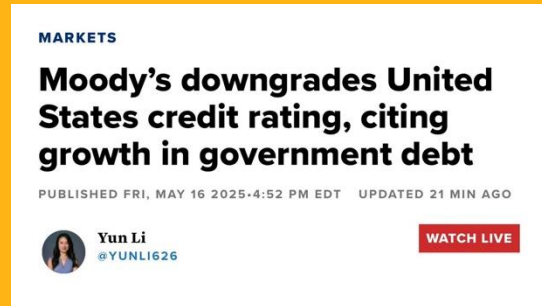 MARKETS
Moody’s downgrades United
States credit rating, citing
growth in government debt
PUBLISHED FRI, MAY 16 2025•4:52 PM EDT UPDATED 21 MIN AGO
Yun Li
@YUNLI626
WATCH LIVE